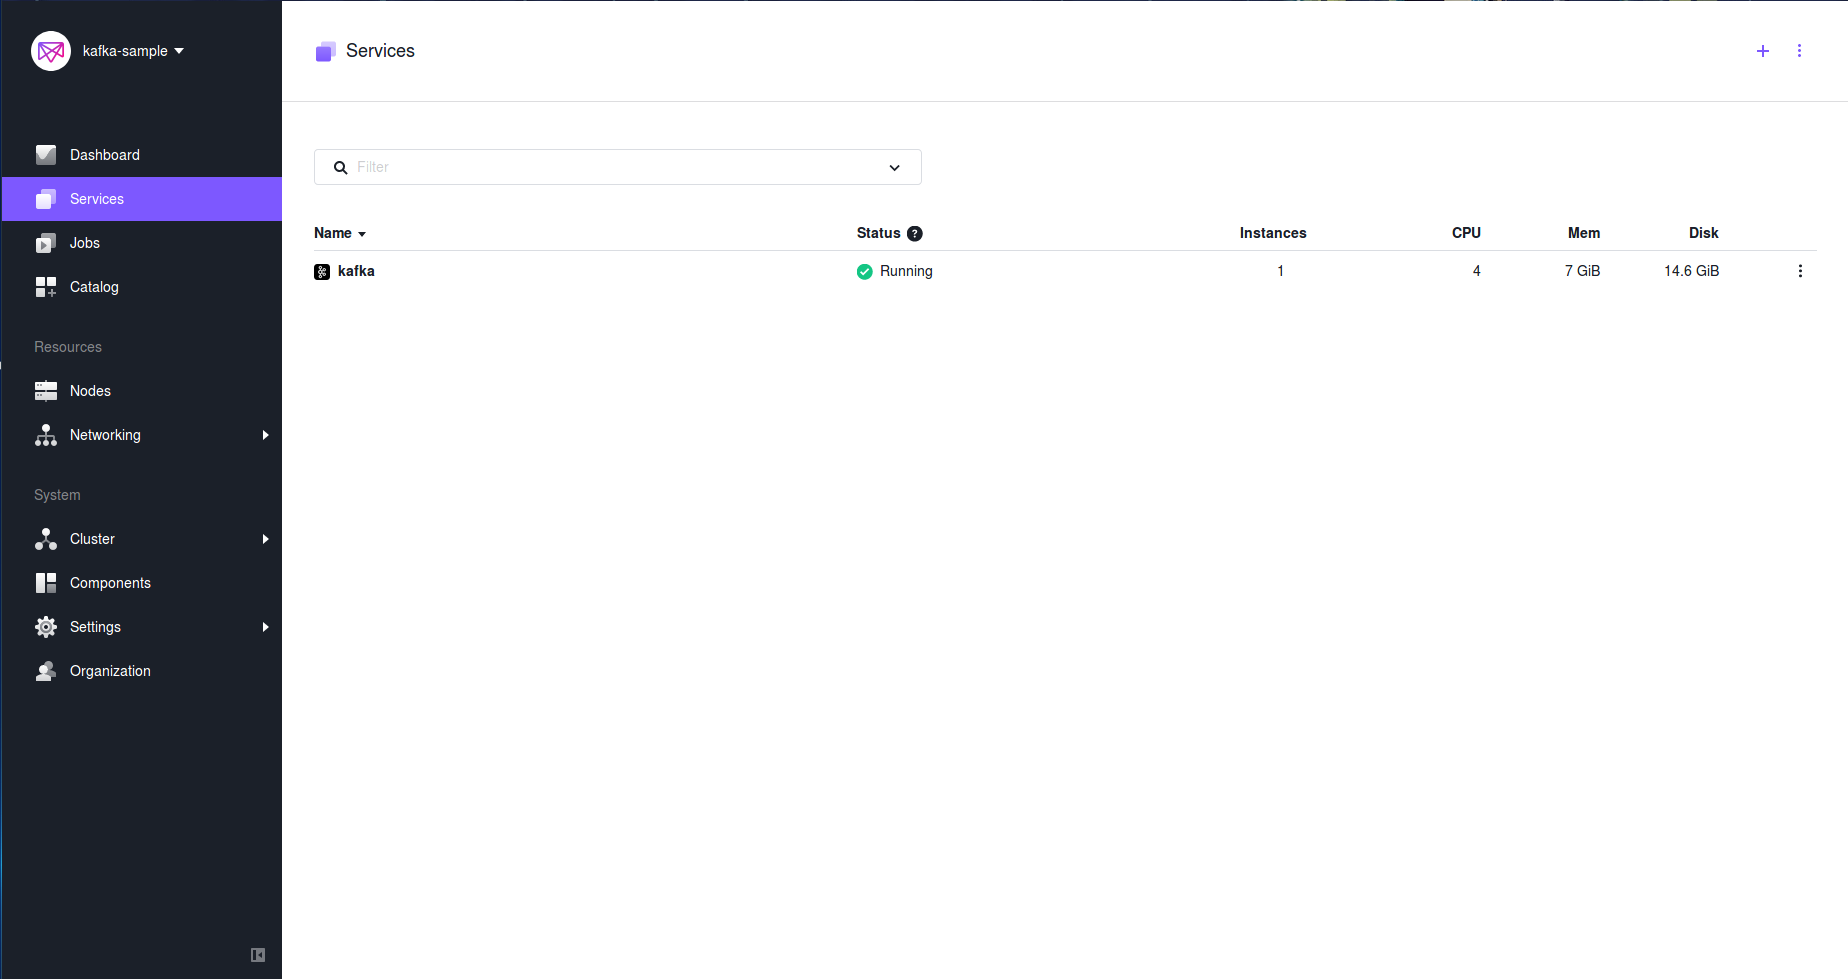 kafka-sample
Services
Dashboard
Services
Jobs
Catalog
Resources
Nodes
Networking
System
Cluster
Components
Settings
Organization
Filter
Name Status ? Instances CPU Mem Disk
kafka Running 1 4 7 GiB 14.6 GiB